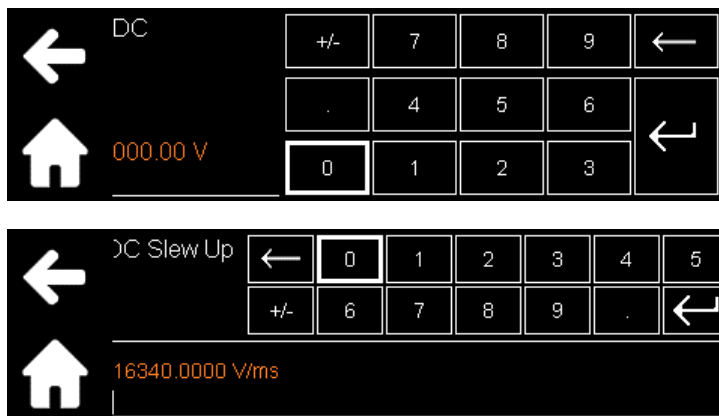 DC
+/- 7 8 9
. 4 5 6
000.00 V
0 1 2 3
DC Slew Up
0 1 2 3 4 5
+/- 6 7 8 9 .
16340.0000 V/ms